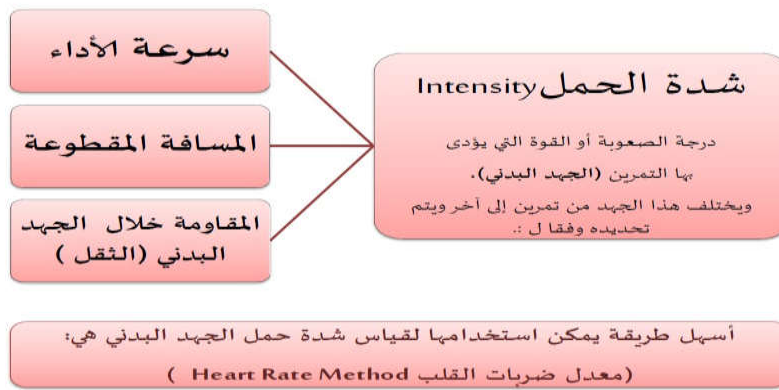 شدة الحمل Intensity
درجة الصعوبة أو القوة التي يؤدى
بها التمرين (الجهد البدني).
ويختلف هذا الجهد من تمرين إلى آخر ويتم
تحديده وفقا ل :.
سرعة الأداء
المسافة المقطوعة
المقاومة خلال الجهد
البدني (الثقل )
أسهل طريقة يمكن استخدامها لقياس شدة حمل الجهد البدني هي:
(معدل ضربات القلب Heart Rate Method )